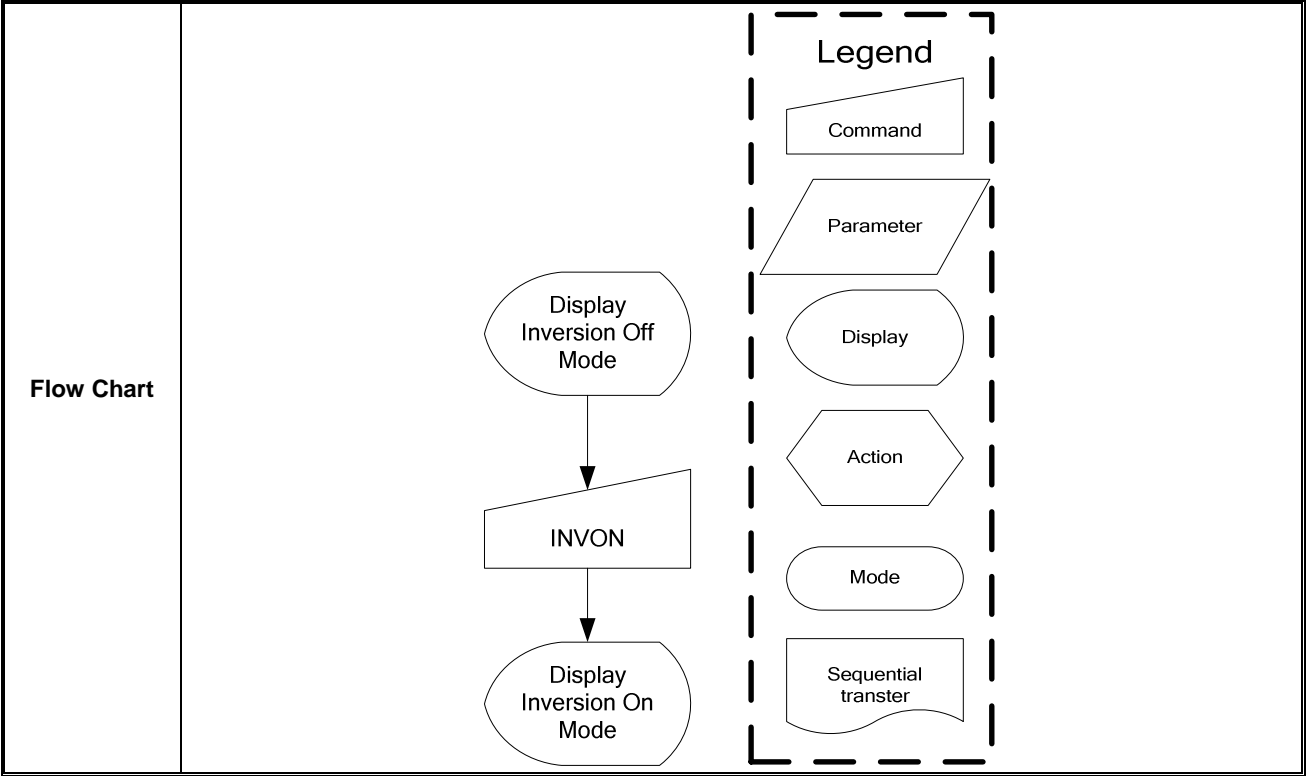 Flow Chart
Display
Inversion Off
Mode
INVON
Display
Inversion On
Mode
Legend
Command
Parameter
Display
Action
Mode
Sequential
transter